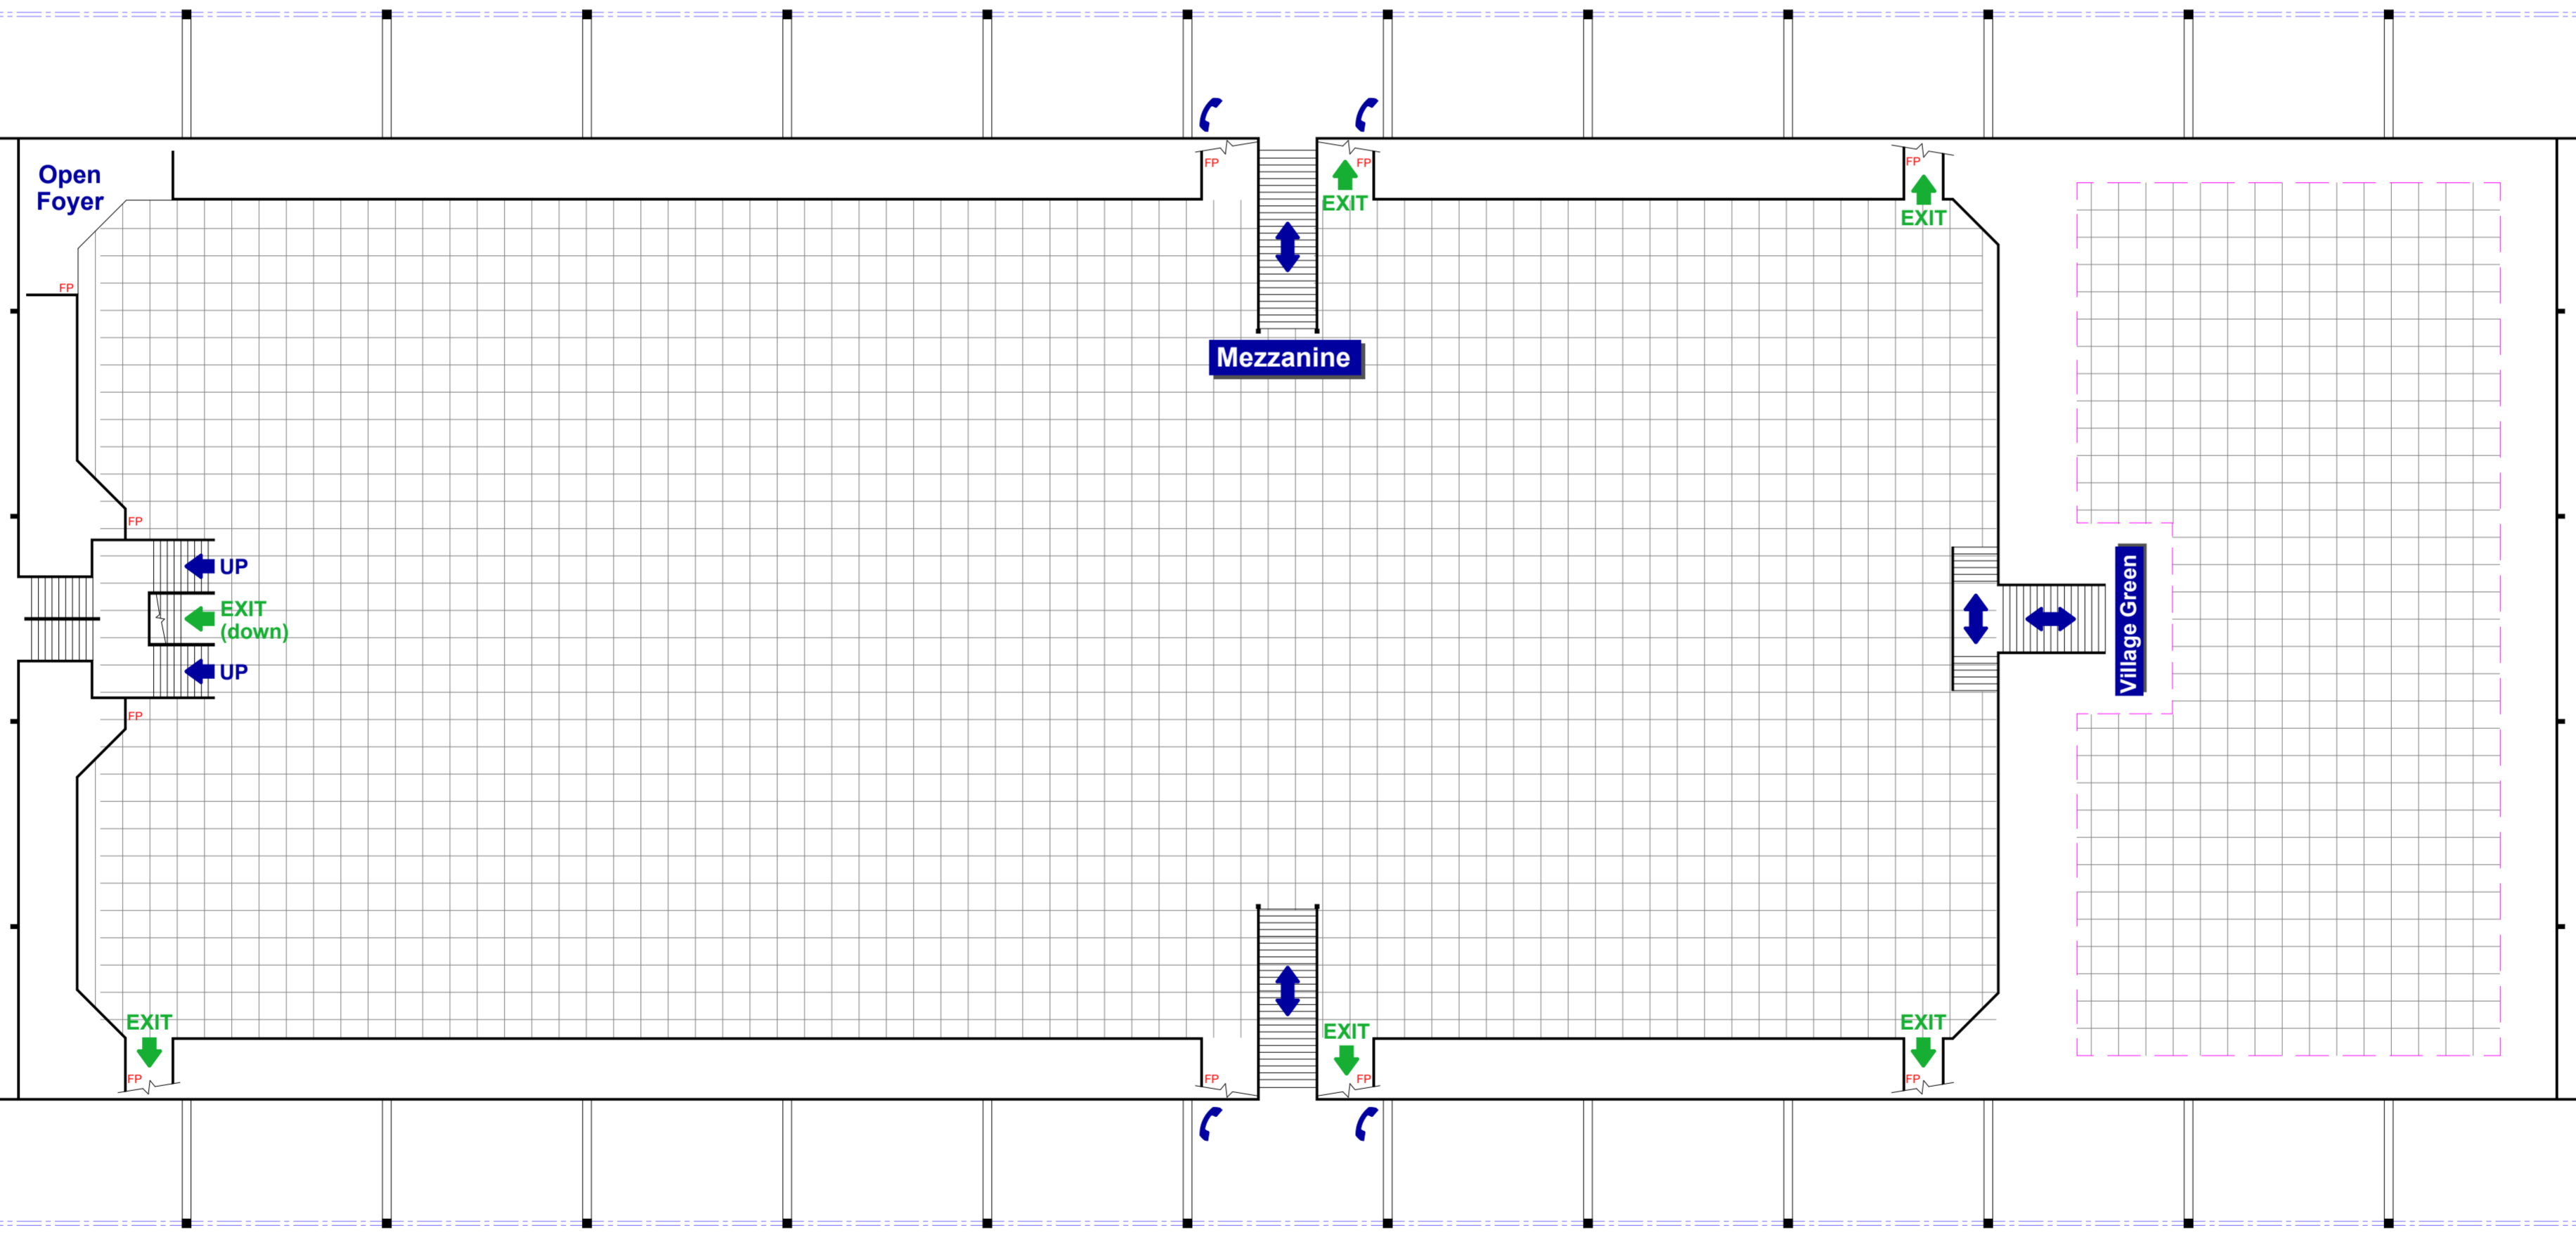 Open
Foyer
FP
FP
EXIT
FP
EXIT
FP
Mezzanine
FP
FP
UP
EXIT
(down)
UP
Village Green
FP
EXIT
FP
FP
EXIT
FP
EXIT
FP